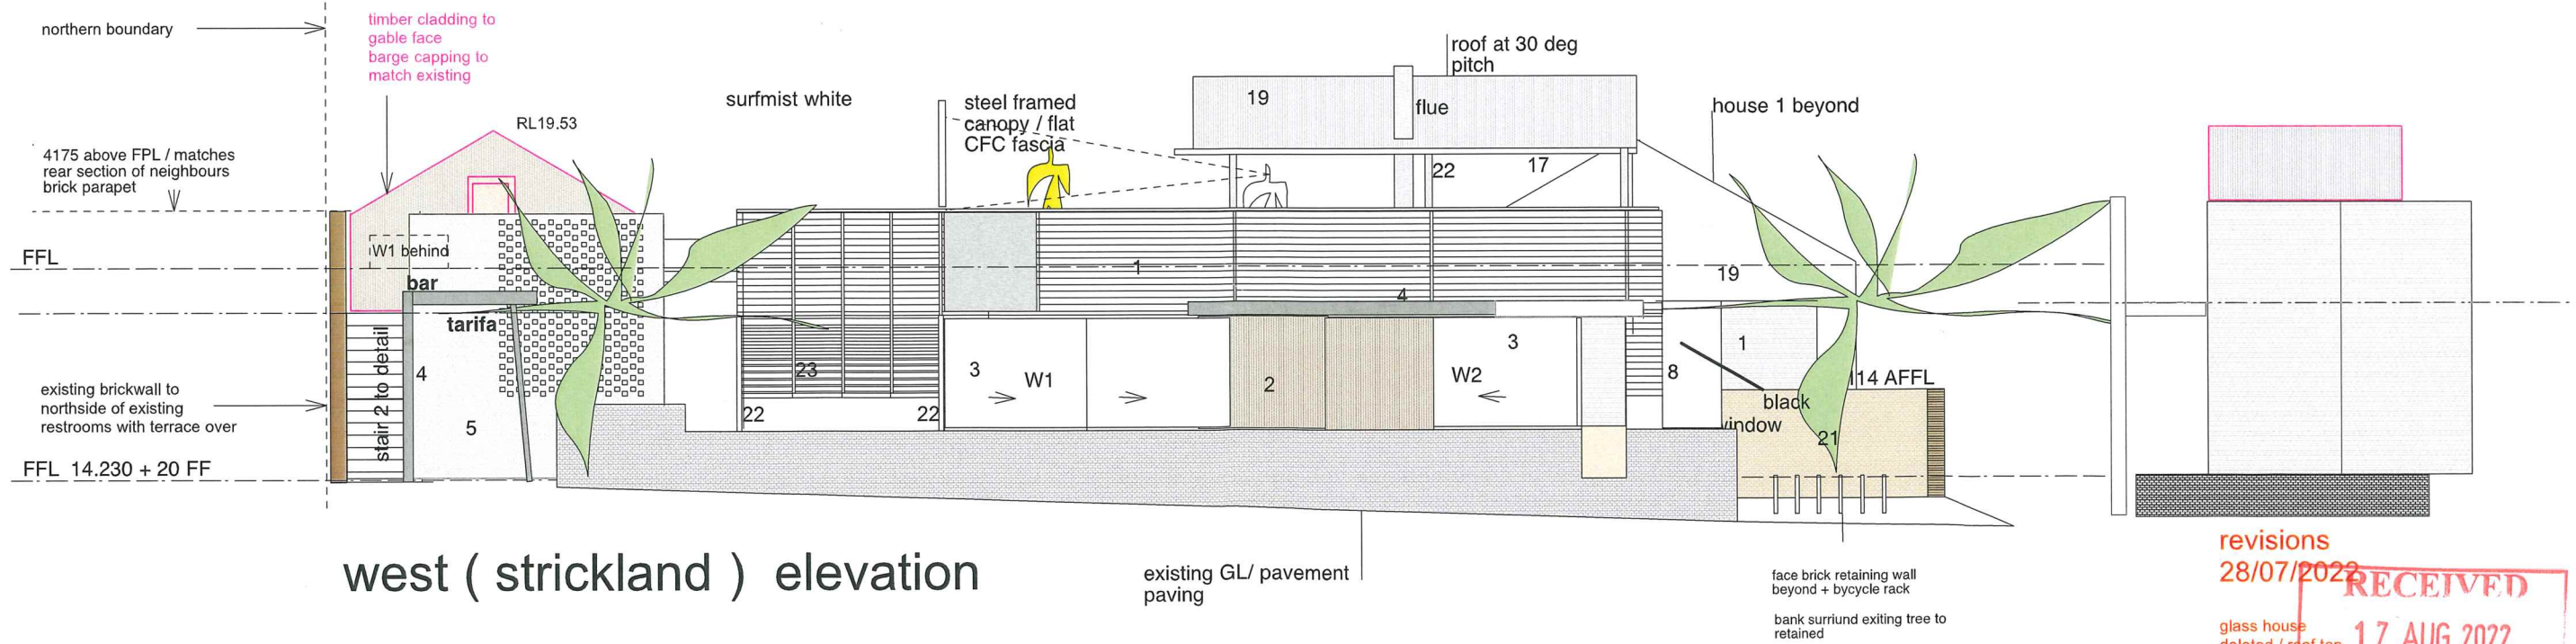 northern boundary
timber cladding to
gable face
barge capping to
match existing
RL19.53
4175 above FPL / matches
rear section of neighbours
brick parapet
surfmist white
steel framed
canopy / flat
CFC fascia
roof at 30 deg
pitch
19
flue
house 1 beyond
22
17
FFL
W1 behind
bar
tarifa
stair 2 to detail
4
5
1
4
19
23
22
22
3
W1
2
W2
3
8
1
114 AFFL
black
window
21
existing brickwall to
northside of existing
restrooms with terrace over
FFL 14.230 + 20 FF
west ( strickland ) elevation
existing GL/ pavement
paving
face brick retaining wall
beyond + bycycle rack
bank surriund exiting tree to
retained
revisions
28/07/2022
RECEIVED
glass house
17 AUG 2022